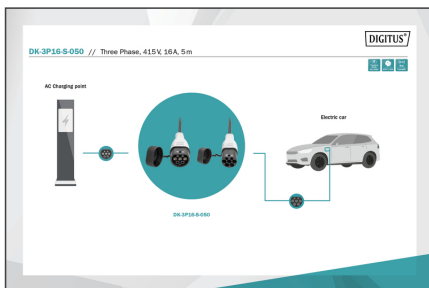 DIGITUS®
DK-3P16-S-050 // Three Phase, 415 V, 16 A, 5 m
AC Charging point
Electric car
DK-3P16-S-050